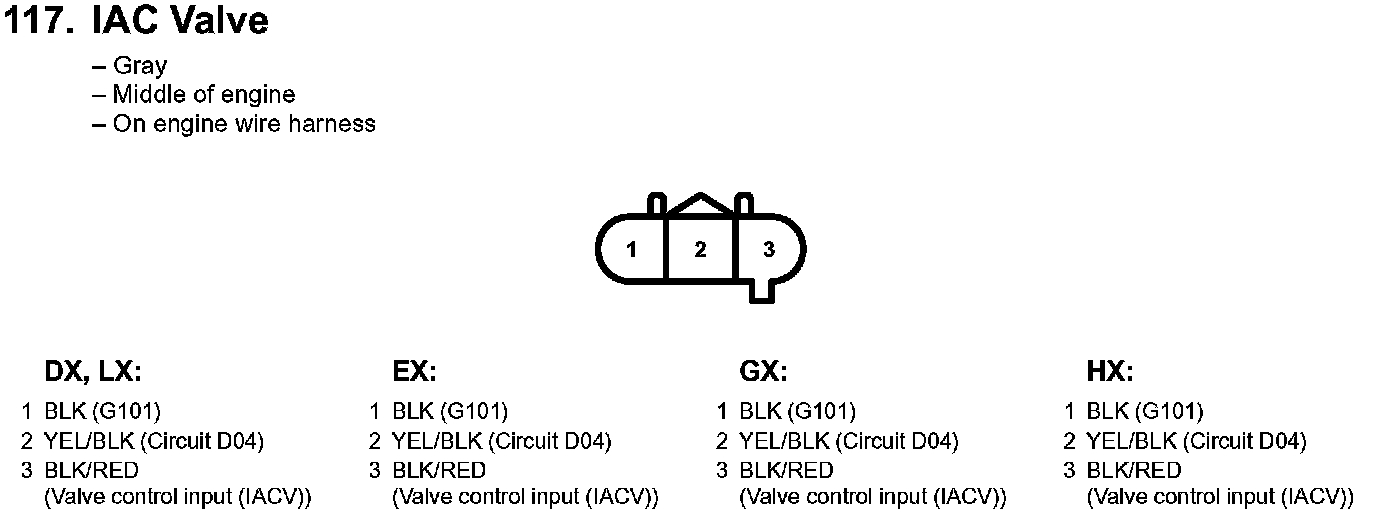 117. IAC Valve
– Gray
– Middle of engine
– On engine wire harness
1 2 3
DX, LX:
1 BLK (G101)
2 YEL/BLK (Circuit D04)
3 BLK/RED
(Valve control input (IACV))
EX:
1 BLK (G101)
2 YEL/BLK (Circuit D04)
3 BLK/RED
(Valve control input (IACV))
GX:
1 BLK (G101)
2 YEL/BLK (Circuit D04)
3 BLK/RED
(Valve control input (IACV))
HX:
1 BLK (G101)
2 YEL/BLK (Circuit D04)
3 BLK/RED
(Valve control input (IACV))